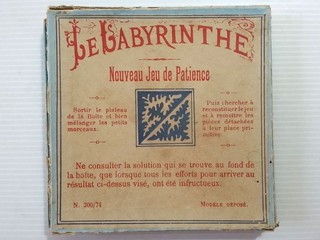 LE LABYRINTHE
Nouveau Jeu de Patience
Sortir le plateau
de la boîte et bien
mélanger les petits
morceaux.
Puis chercher à
reconstituer le jeu
et à remettre les
pièces détachées
à leur place pri-
mitive.
Ne consulter la solution qui se trouve au fond de
la boîte, que lorsque tous les efforts pour arriver au
résultat ci-dessus visé, ont été infructueux.
N. 200/74
MODÈLE DÉPOSÉ.